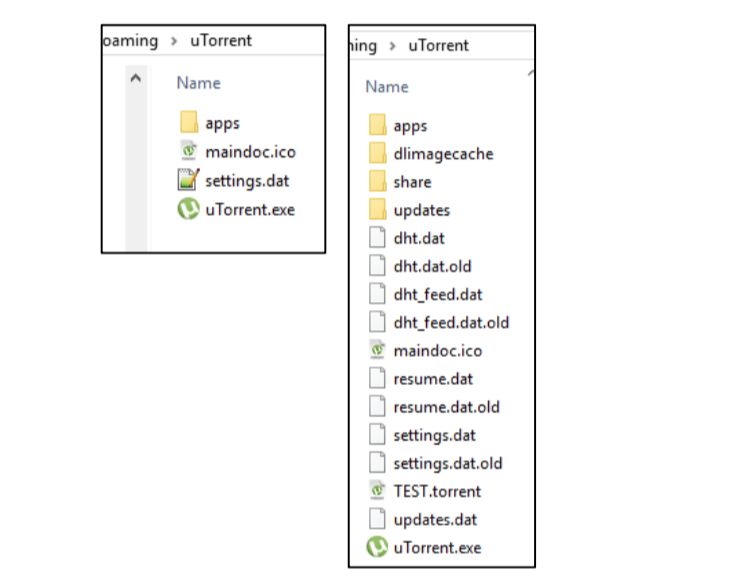 oaming > uTorrent
Name
apps
maindoc.ico
settings.dat
uTorrent.exe
ing > uTorrent
Name
apps
dlimagecache
share
updates
dht.dat
dht.dat.old
dht_feed.dat
dht_feed.dat.old
maindoc.ico
resume.dat
resume.dat.old
settings.dat
settings.dat.old
TEST.torrent
updates.dat
uTorrent.exe